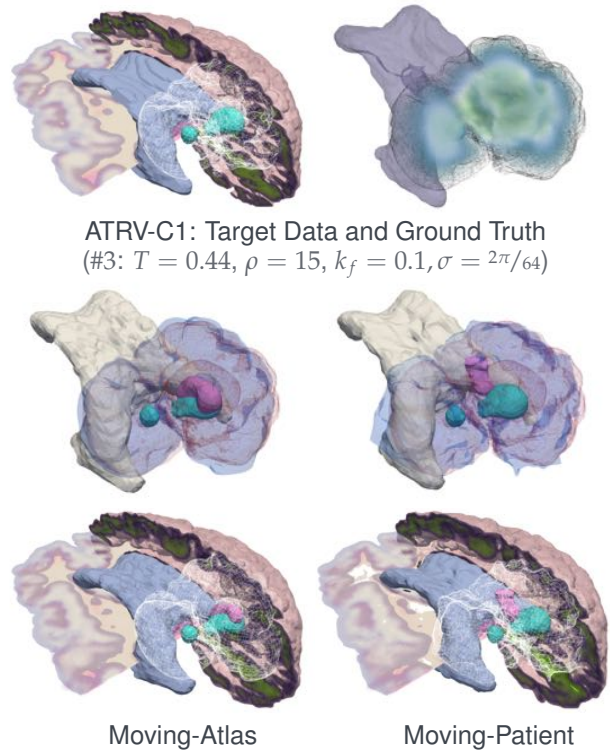 ATRV-C1: Target Data and Ground Truth
(#3: T = 0.44, ρ = 15, k_f = 0.1, σ = 2π/64)
Moving-Atlas Moving-Patient